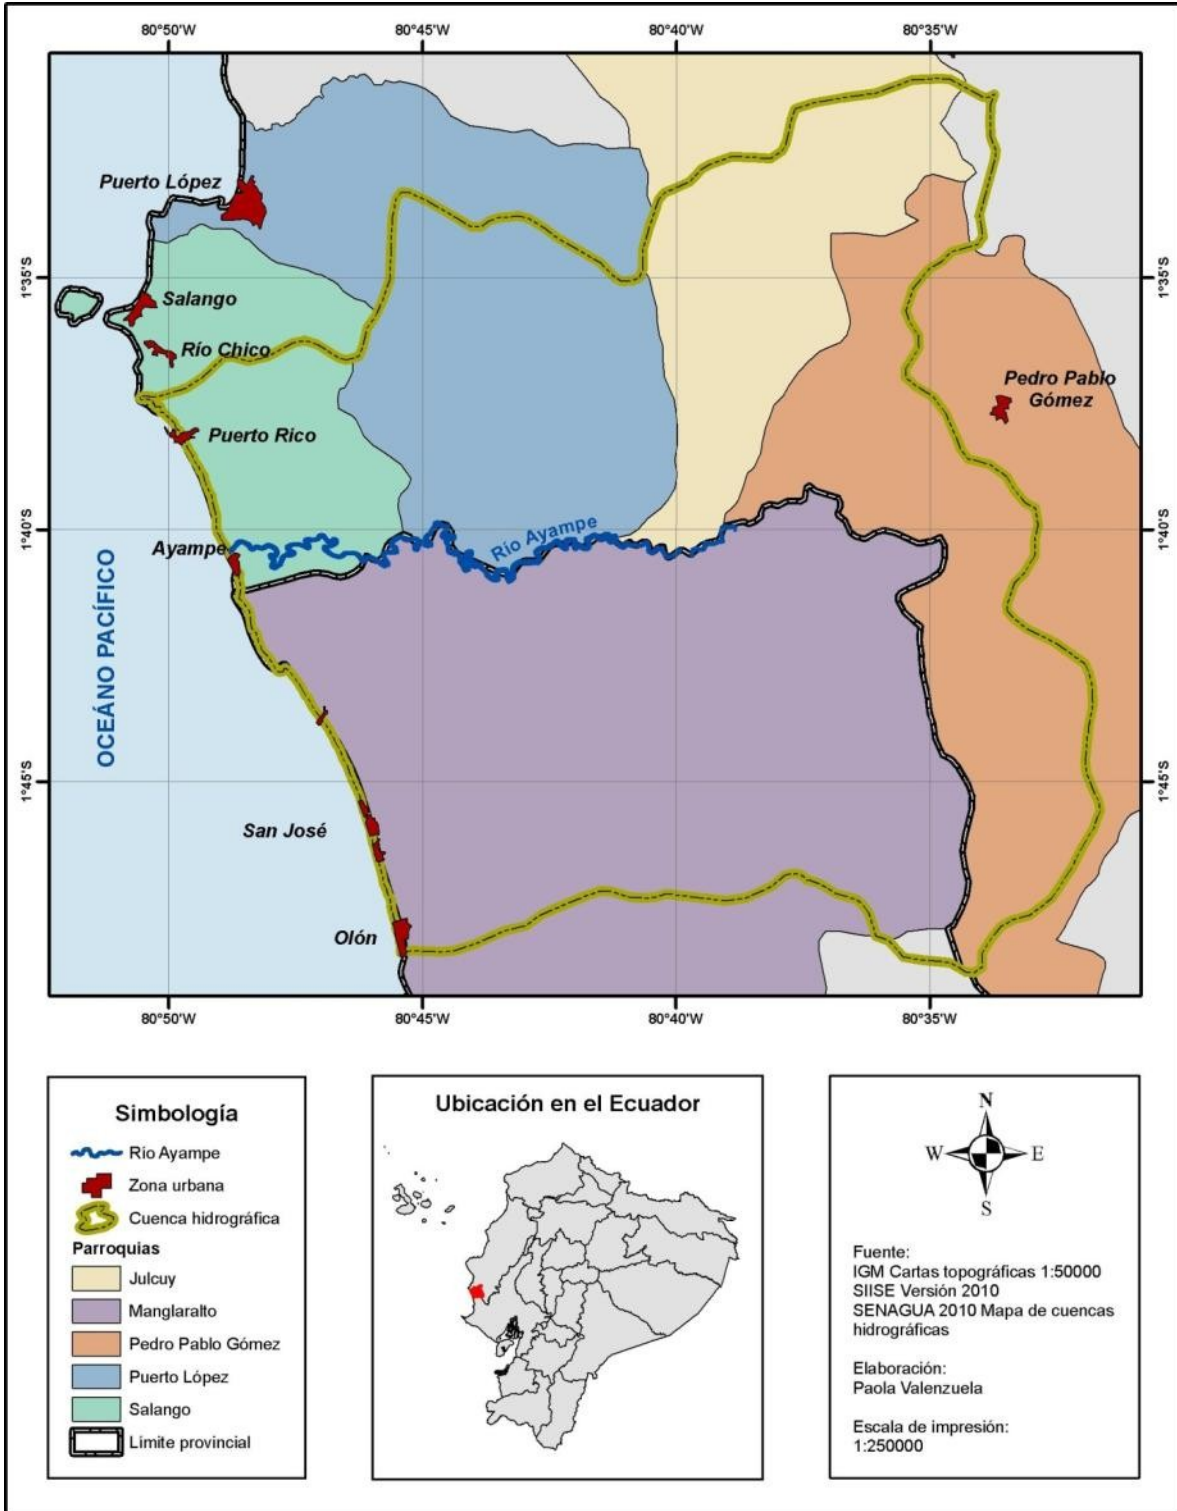 80°50'W
80°45'W
80°40'W
80°35'W
Puerto López
1°35'S
1°35'S
Salango
Río Chico
Pedro Pablo
Gómez
Puerto Rico
1°40'S
1°40'S
Río Ayampe
Ayampe
OCEÁNO PACÍFICO
1°45'S
1°45'S
San José
Olón
80°50'W
80°45'W
80°40'W
80°35'W
Simbología
Río Ayampe
Zona urbana
Cuenca hidrográfica
Parroquias
Julcuy
Manglaralto
Pedro Pablo Gómez
Puerto López
Salango
Límite provincial
Ubicación en el Ecuador
N
W
E
S
Fuente:
IGM Cartas topográficas 1:50000
SIISE Versión 2010
SENAGUA 2010 Mapa de cuencas
hidrográficas
Elaboración:
Paola Valenzuela
Escala de impresión:
1:250000